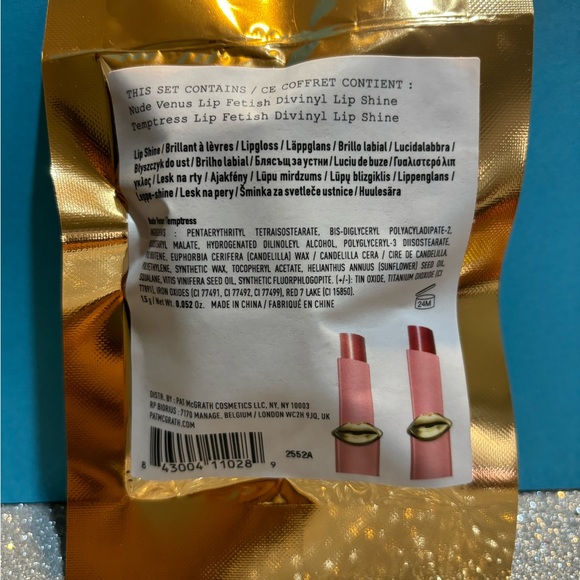 THIS SET CONTAINS / CE COFFRET CONTIENT :
Nude Venus Lip Fetish Divinyl Lip Shine
Temptress Lip Fetish Divinyl Lip Shine
Lip Shine / Brillant à lèvres / Lipgloss / Läppglans / Brillo labial / Lucidalabbra /
Błyszczyk do ust / Brilho labial / Блясък за устни / Luciu de buze / Γυαλιστερό λιπ
γκλος / Lesk na rty / Ajakfény / Lūpu mirdzums / Lūpų blizgiklis / Lippenglans /
Læppe-shine / Lesk na pery / Šminka za svetleče ustnice / Huulesära
Temptress
: PENTAERYTHRITYL TETRAISOSTEARATE, BIS-DIGLYCERYL POLYACYLADIPATE-2,
MALATE, HYDROGENATED DILINOLEYL ALCOHOL, POLYGLYCERYL-3 DIISOSTEARATE,
EUPHORBIA CERIFERA (CANDELILLA) WAX / CANDELILLA CERA / CIRE DE CANDELILLA,
SYNTHETIC WAX, TOCOPHERYL ACETATE, HELIANTHUS ANNUUS (SUNFLOWER) SEED OIL,
SQUALANE, VITIS VINIFERA SEED OIL, SYNTHETIC FLUORPHLOGOPITE. (+/-): TIN OXIDE, TITANIUM DIOXIDE (CI
77891), IRON OXIDES (CI 77491, CI 77492, CI 77499), RED 7 LAKE (CI 15850).
1.5 g / Net Wt. 0.052 Oz. MADE IN CHINA / FABRIQUÉ EN CHINE
24M
DISTR. BY : PAT McGRATH COSMETICS LLC, NY, NY 10003
RP BIORIUS : 7170 MANAGE, BELGIUM / LONDON WC2H 9JQ, UK
PATMCGRATH.COM
2552A
8 43004 11028 9